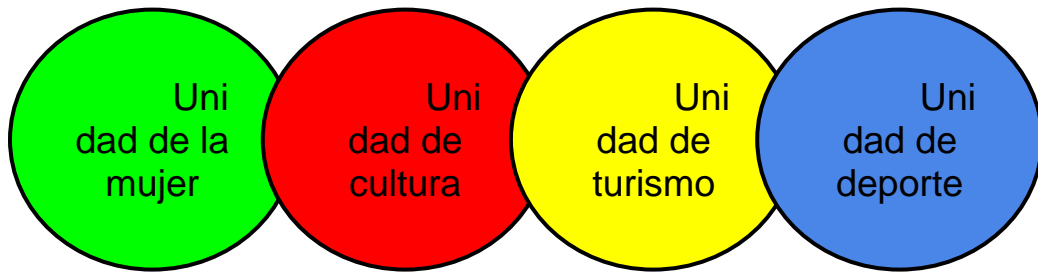 Uni
dad de la
mujer
Uni
dad de
cultura
Uni
dad de
turismo
Uni
dad de
deporte